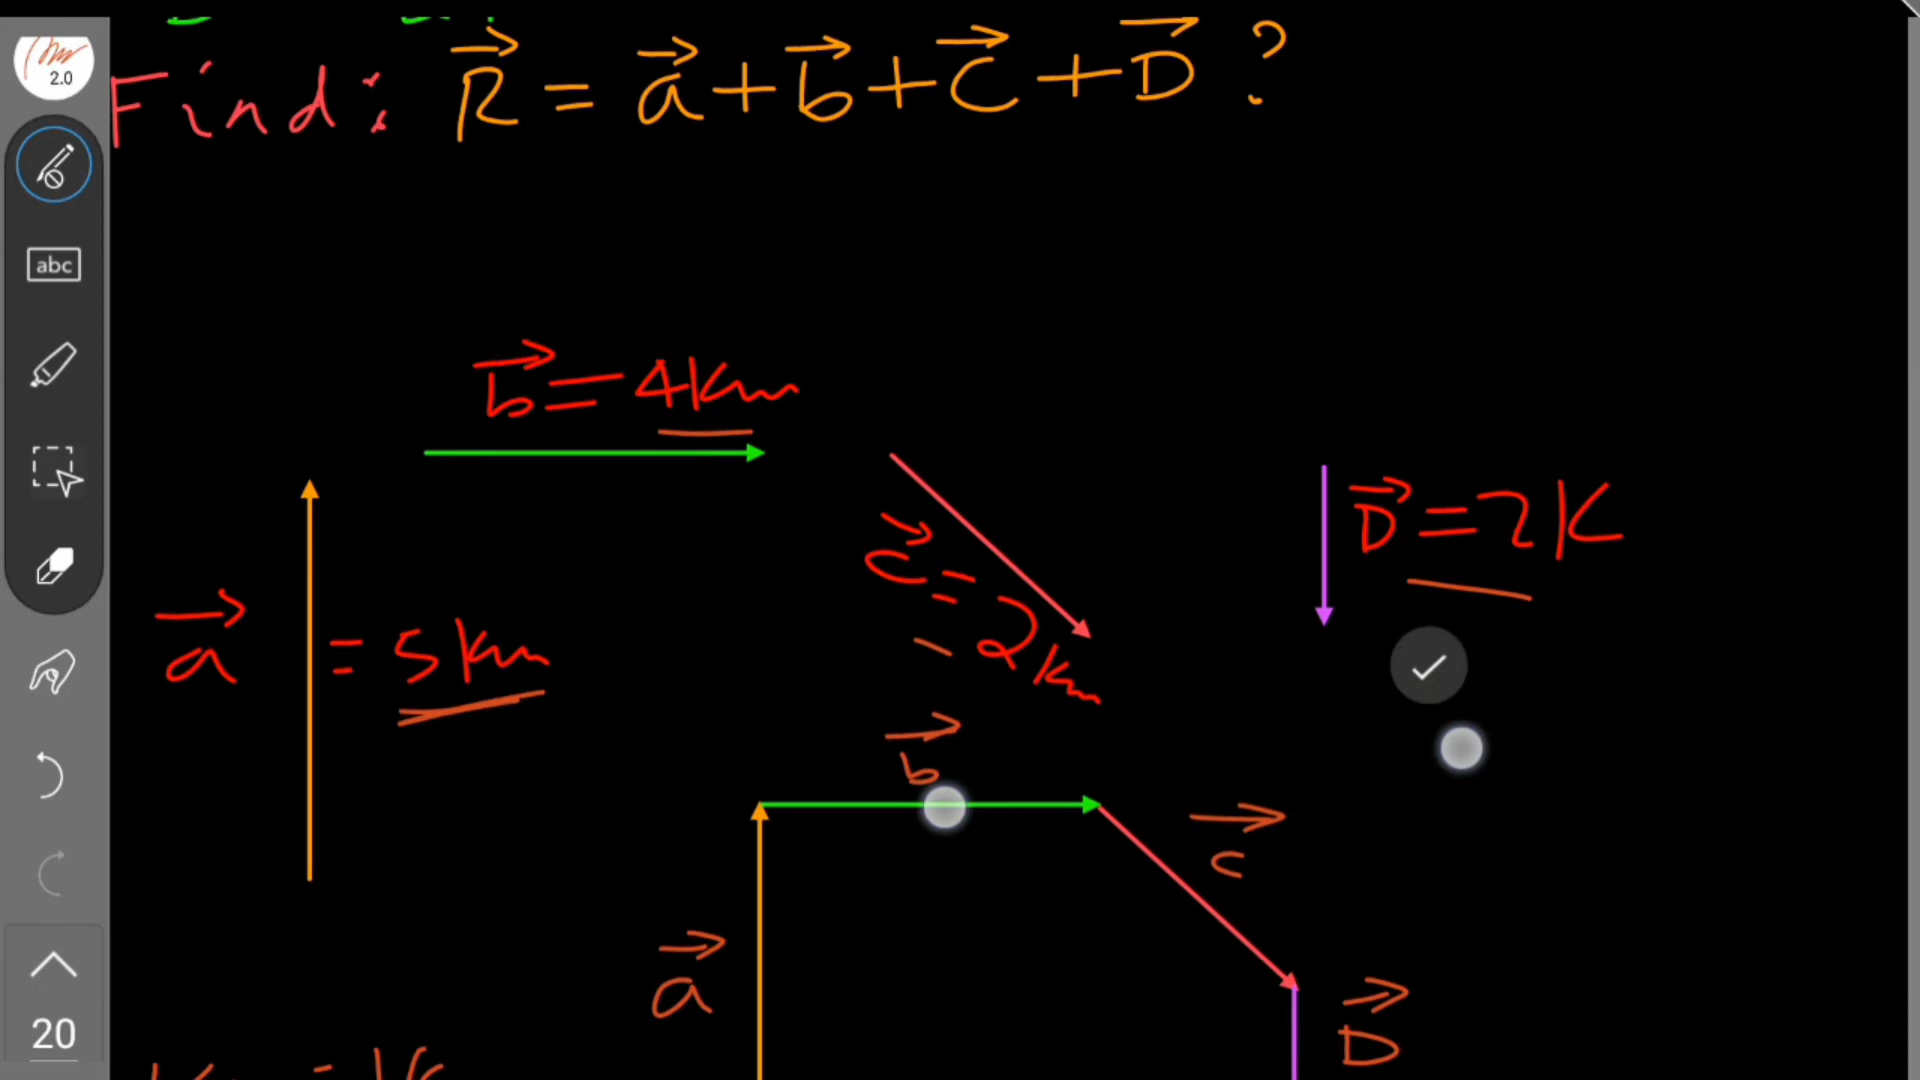 2.0
Find: R = a + b + c + D ?
abc
b = 4km
D = 2K
c = 2km
a = 5km
b
c
a
D
20